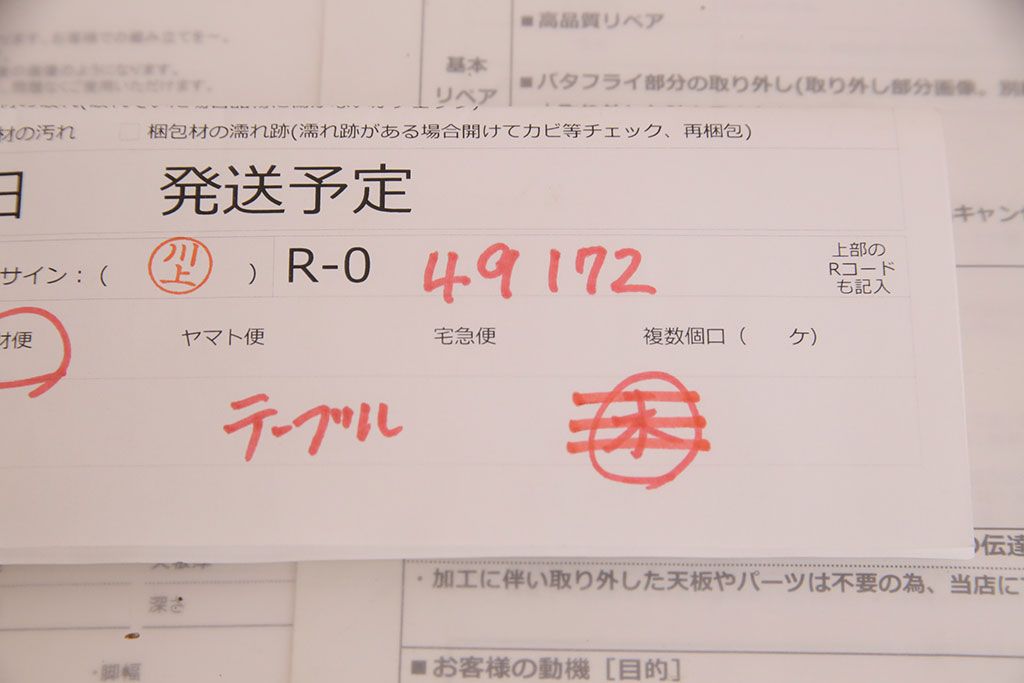 ■高品質リペア
基本
リペア
■バタフライ部分の取り外し(取り外し部分画像。別
材の汚れ □ 梱包材の濡れ跡(濡れ跡がある場合開けてカビ等チェック、再梱包)
日 発送予定
サイン：( 川上 ) R-0 49172 上部の
Rコード
も記入
財便 ヤマト便 宅急便 複数個口 ( ケ)
テーブル 木
の伝達
・加工に伴い取り外した天板やパーツは不要の為、当店に
深さ
■お客様の動機［目的］
・脚幅
キャン